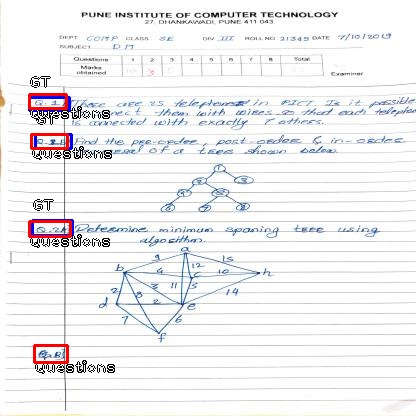 PUNE INSTITUTE OF COMPUTER TECHNOLOGY
27, DHANKAWADI, PUNE 411 043.
DEPT COMP CLASS SE DIV III ROLL NO. 21345 DATE 7/10/2019
SUBJECT DM
Questions 1 2 3 4 5 6 7 8 Total
Marks obtained
Examiner
GT
Q.1 There are 25 telephones in PICT. Is it possible
connect them with wires so that each telephone
is connected with exactly 7 others.
Questions
GT
Find the pre-order, post-order & in-order
of a tree shown below
Questions
GT
Q.2A Determine minimum spaning tree using
algorithm.
Questions
a
9 12 15
b 4 c 10 h
2 8 3 11 5 14
d 2 e
7 6
f
Questions